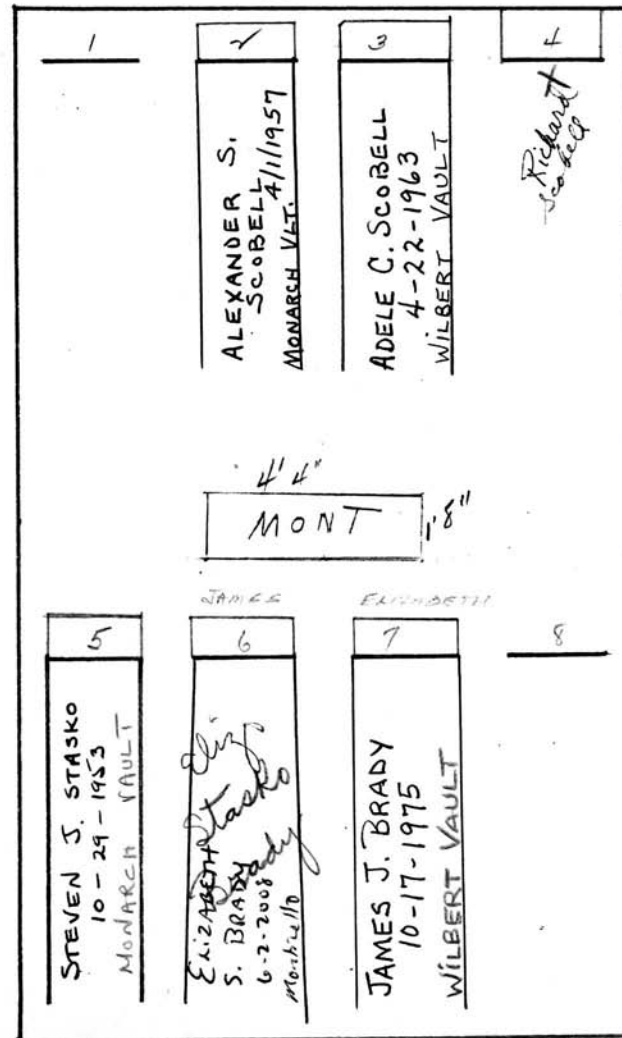 1
2
3
4
ALEXANDER S.
SCOBELL
MONARCH VLT. 4/1/1957
ADELE C. SCOBELL
4-22-1963
WILBERT VAULT
Richard
Scobell
4' 4"
MONT
1' 8"
JAMES
ELIZABETH
5
6
7
8
STEVEN J. STASKO
10-29-1953
MONARCH VAULT
Eliz.
Stasko
Brady
ELIZABETH
S. BRADY
6-2-2008
Monticello
JAMES J. BRADY
10-17-1975
WILBERT VAULT